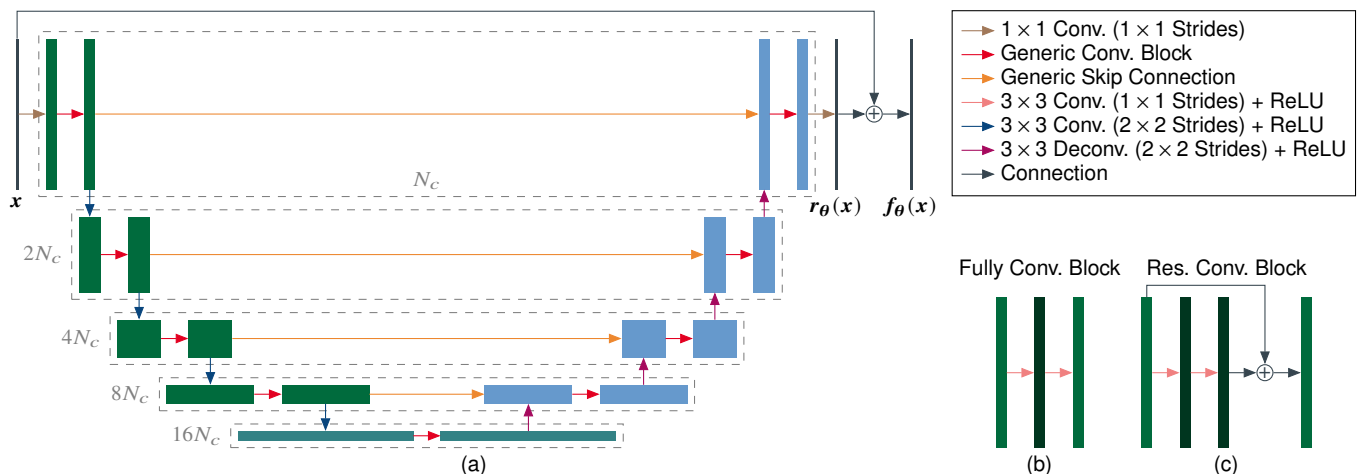 1 × 1 Conv. (1 × 1 Strides)
Generic Conv. Block
Generic Skip Connection
3 × 3 Conv. (1 × 1 Strides) + ReLU
3 × 3 Conv. (2 × 2 Strides) + ReLU
3 × 3 Deconv. (2 × 2 Strides) + ReLU
Connection
N_c
x
r_θ(x)
f_θ(x)
2N_c
4N_c
8N_c
16N_c
(a)
Fully Conv. Block
Res. Conv. Block
(b)
(c)